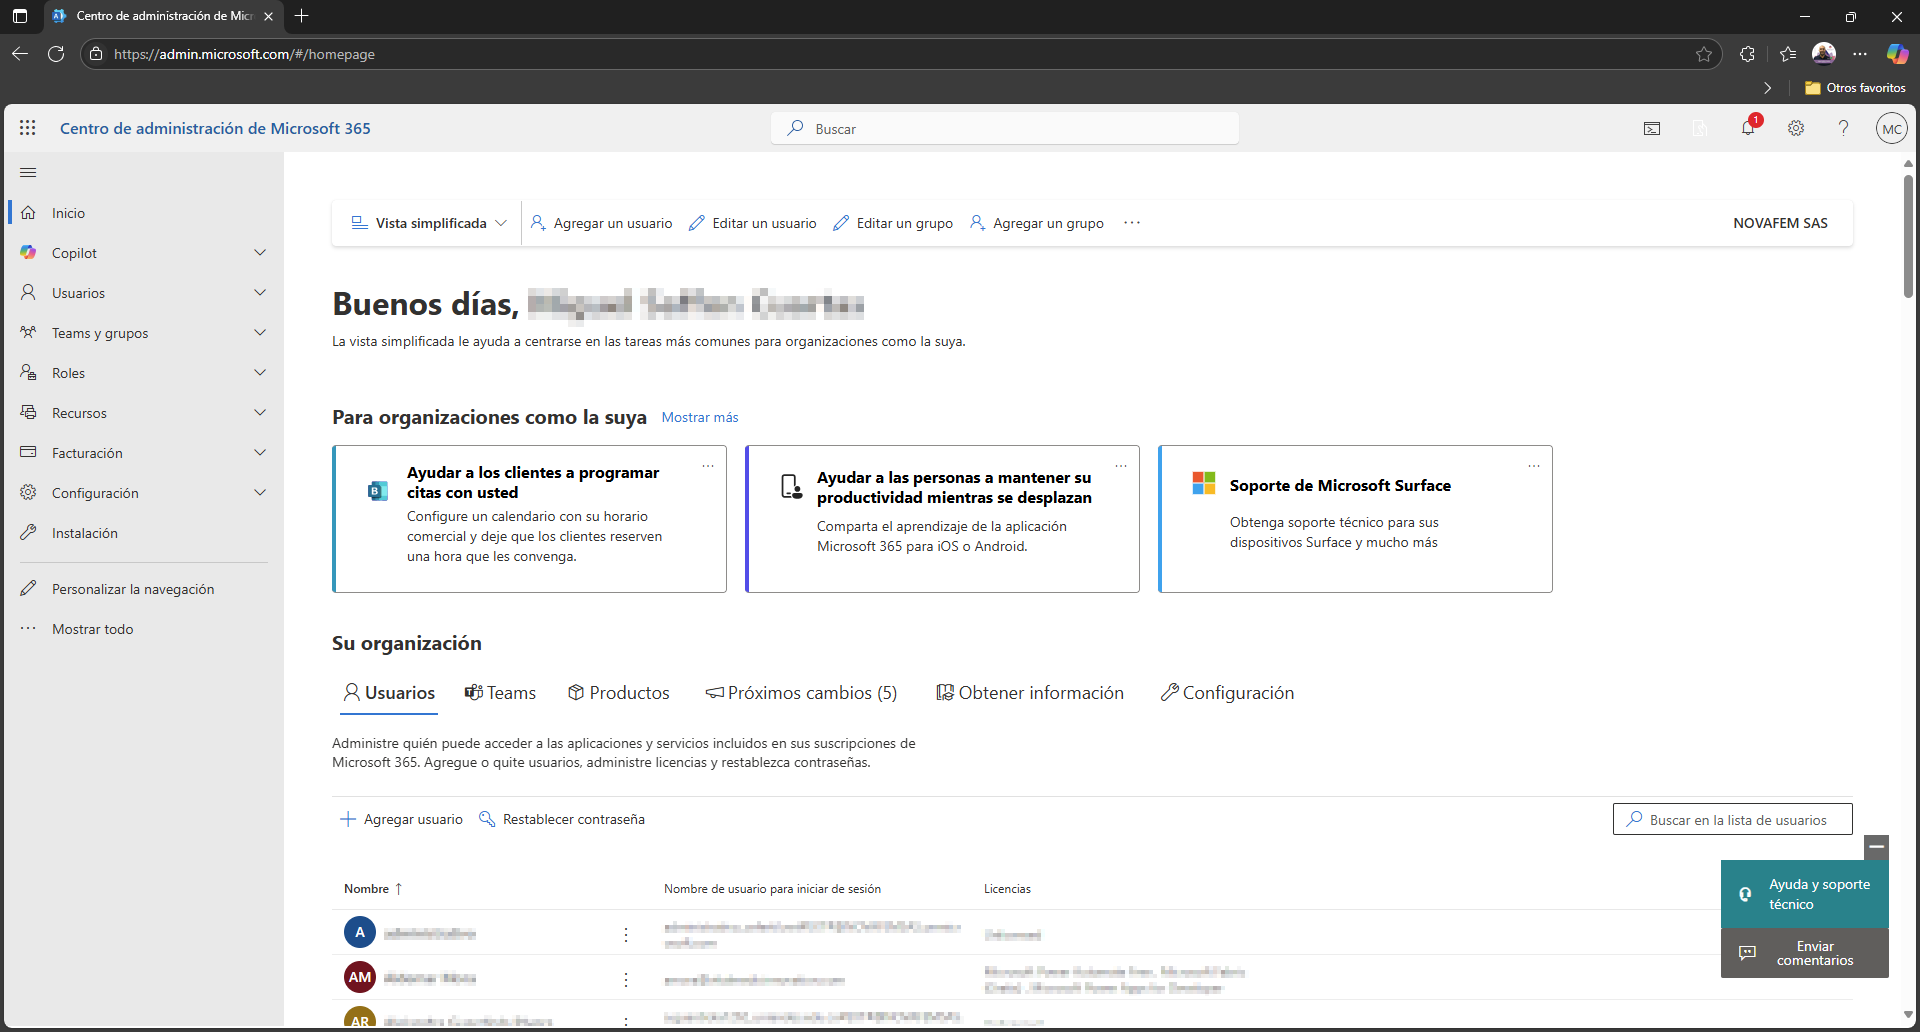 Centro de administración de Micr
https://admin.microsoft.com/#/homepage
Otros favoritos
Centro de administración de Microsoft 365
Buscar
1
MC
Inicio
Copilot
Usuarios
Teams y grupos
Roles
Recursos
Facturación
Configuración
Instalación
Personalizar la navegación
Mostrar todo
Vista simplificada
Agregar un usuario
Editar un usuario
Editar un grupo
Agregar un grupo
NOVAFEM SAS
Buenos días,
La vista simplificada le ayuda a centrarse en las tareas más comunes para organizaciones como la suya.
Para organizaciones como la suya Mostrar más
B
Ayudar a los clientes a programar
citas con usted
Configure un calendario con su horario
comercial y deje que los clientes reserven
una hora que les convenga.
Ayudar a las personas a mantener su
productividad mientras se desplazan
Comparta el aprendizaje de la aplicación
Microsoft 365 para iOS o Android.
Soporte de Microsoft Surface
Obtenga soporte técnico para sus
dispositivos Surface y mucho más
Su organización
Usuarios
Teams
Productos
Próximos cambios (5)
Obtener información
Configuración
Administre quién puede acceder a las aplicaciones y servicios incluidos en sus suscripciones de
Microsoft 365. Agregue o quite usuarios, administre licencias y restablezca contraseñas.
Agregar usuario
Restablecer contraseña
Buscar en la lista de usuarios
Nombre ↑
Nombre de usuario para iniciar de sesión
Licencias
A
AM
AR
Ayuda y soporte
técnico
Enviar
comentarios